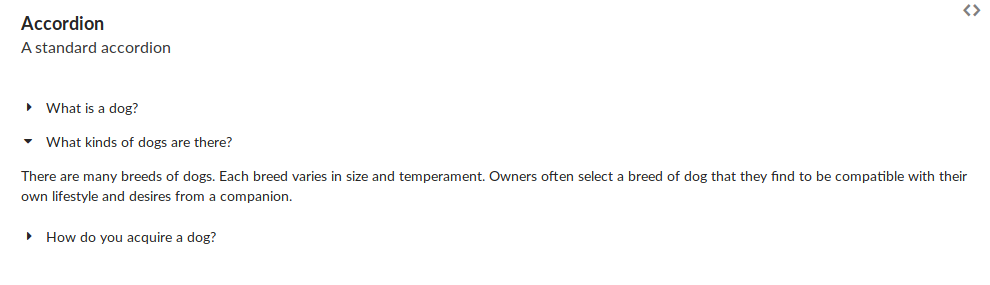 Accordion
A standard accordion
What is a dog?
What kinds of dogs are there?
There are many breeds of dogs. Each breed varies in size and temperament. Owners often select a breed of dog that they find to be compatible with their
own lifestyle and desires from a companion.
How do you acquire a dog?